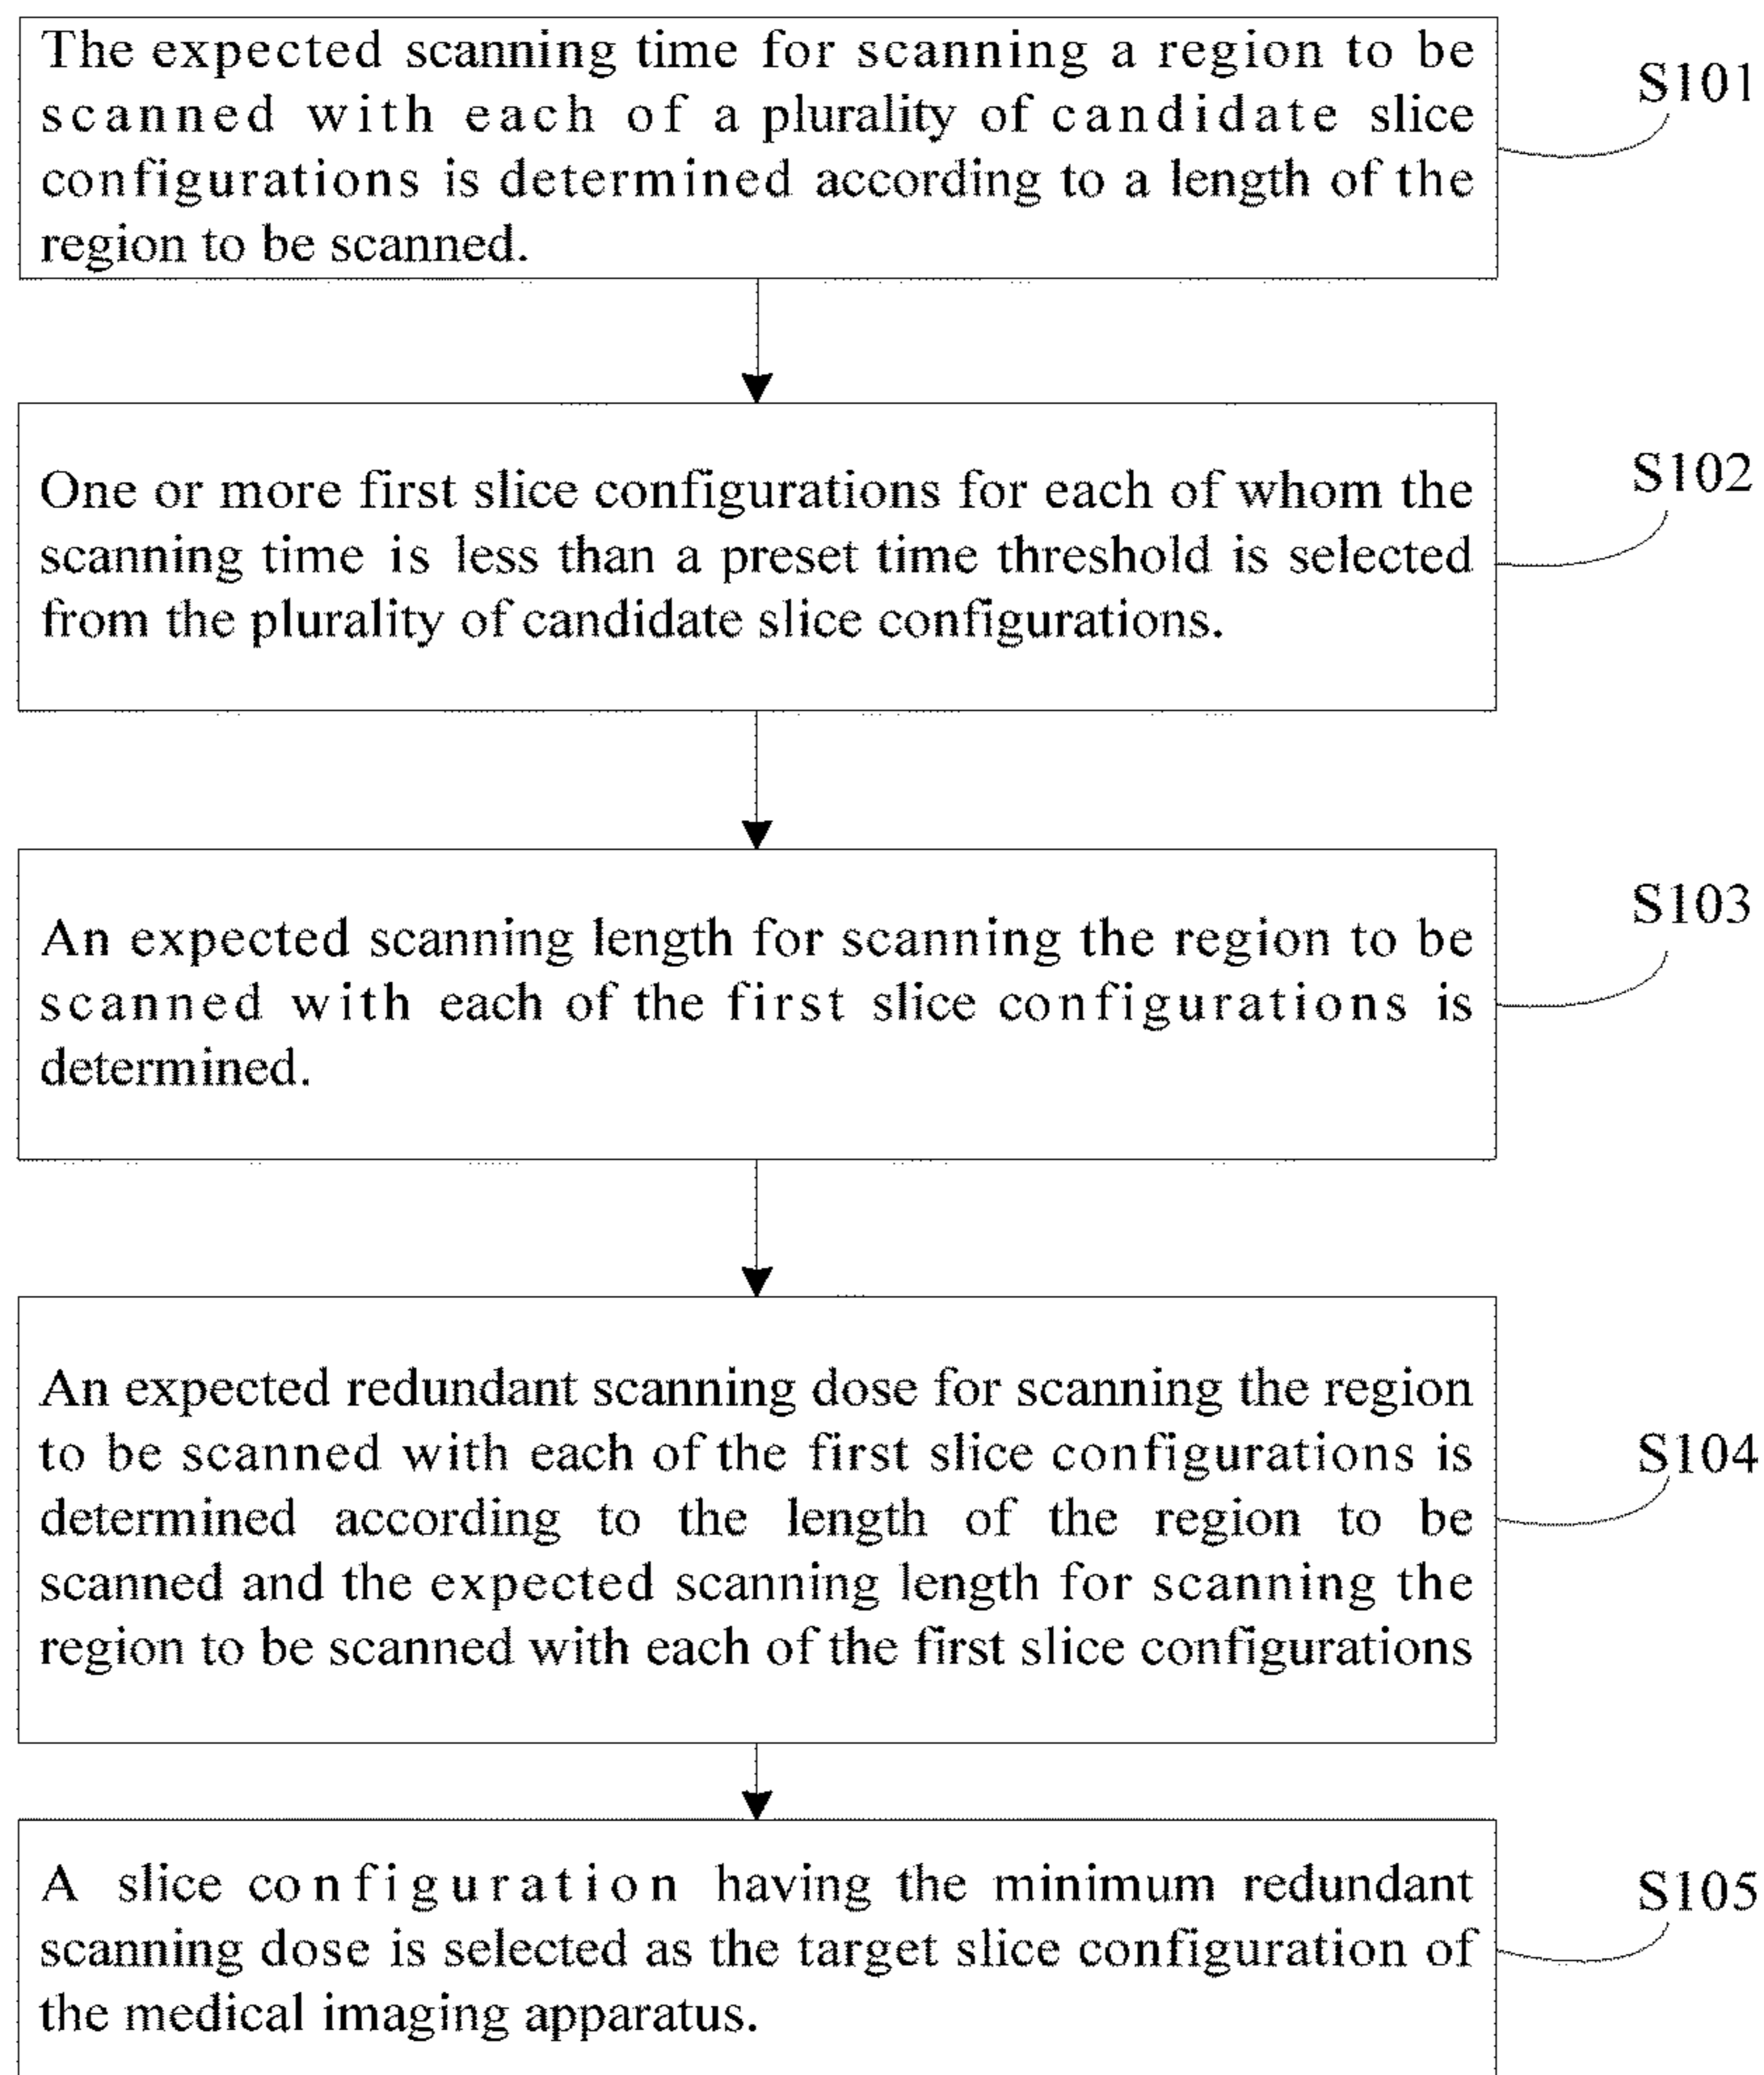 The expected scanning time for scanning a region to be
scanned with each of a plurality of candidate slice
configurations is determined according to a length of the
region to be scanned.
S101
One or more first slice configurations for each of whom the
scanning time is less than a preset time threshold is selected
from the plurality of candidate slice configurations.
S102
An expected scanning length for scanning the region to be
scanned with each of the first slice configurations is
determined.
S103
An expected redundant scanning dose for scanning the region
to be scanned with each of the first slice configurations is
determined according to the length of the region to be
scanned and the expected scanning length for scanning the
region to be scanned with each of the first slice configurations
S104
A slice configuration having the minimum redundant
scanning dose is selected as the target slice configuration of
the medical imaging apparatus.
S105